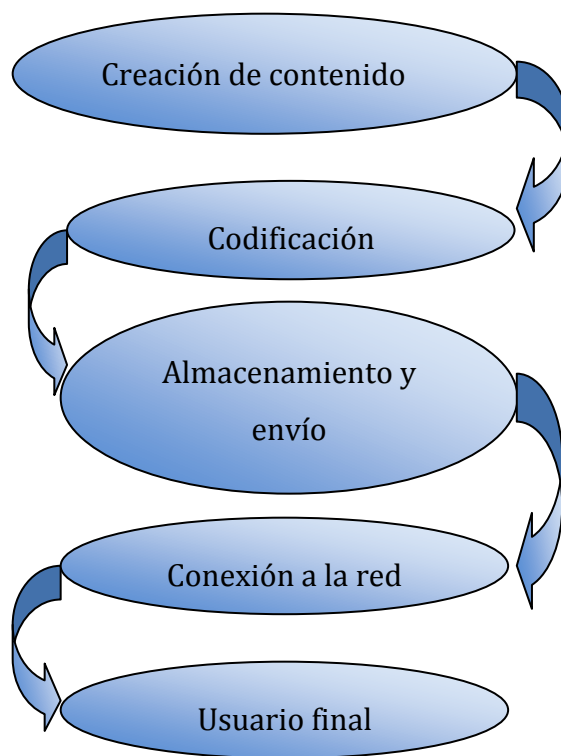 Creación de contenido
Codificación
Almacenamiento y
envío
Conexión a la red
Usuario final